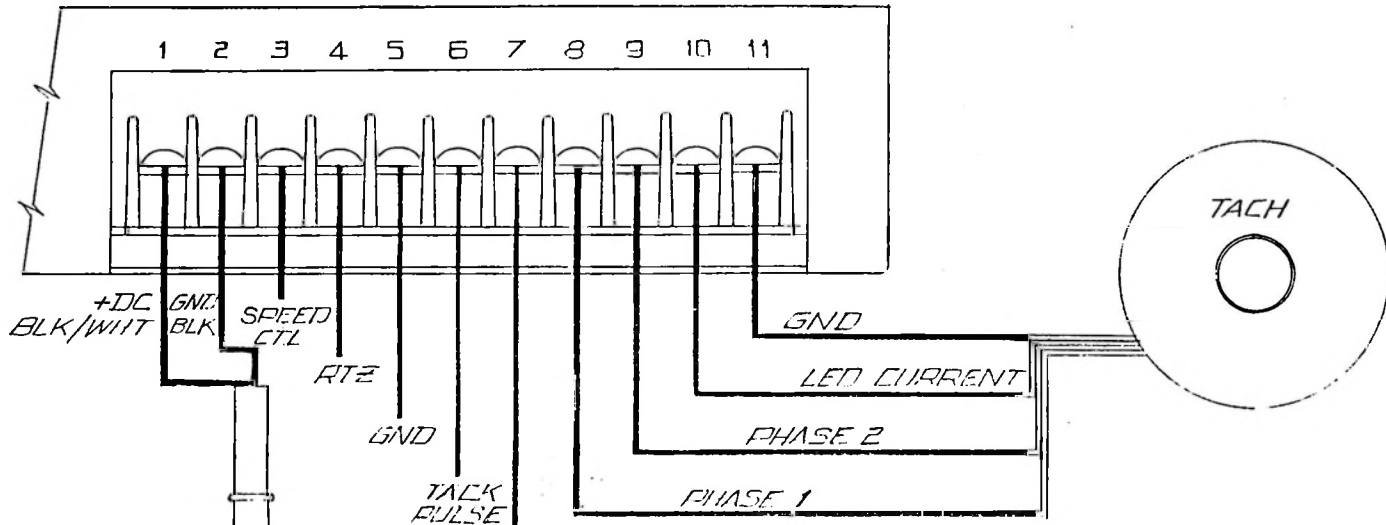 1 2 3 4 5 6 7 8 9 10 11
TACH
+DC
BLK/WHT
GND
BLK
SPEED
CTL
RTZ
GND
TACK
PULSE
GND
LED CURRENT
PHASE 2
PHASE 1